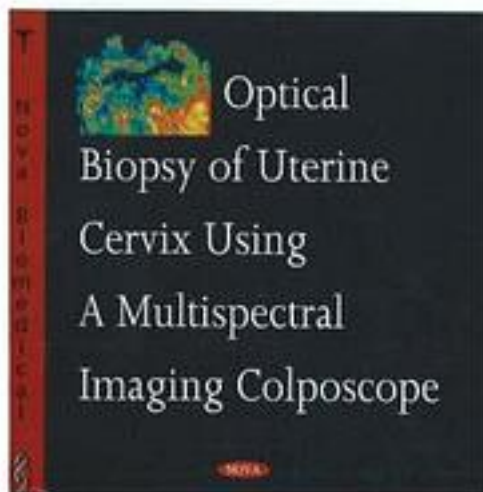 Optical
Biopsy of Uterine
Cervix Using
A Multispectral
Imaging Colposcope
Nova Biomedical
NOVA